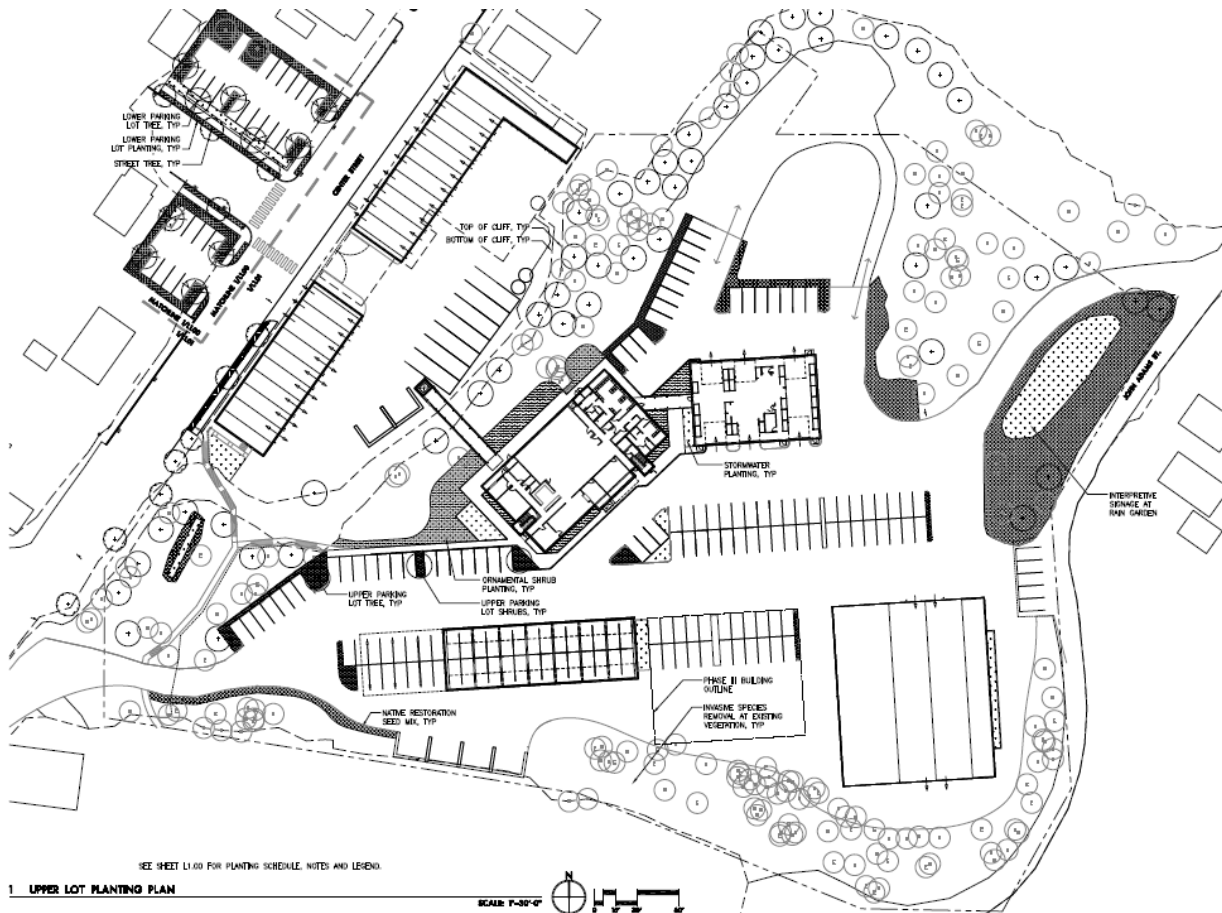 LOWER PARKING
LOT TREE, TYP
LOWER PARKING
LOT PLANTING, TYP
STREET TREE, TYP
CENTER STREET
TOP OF CLIFF, TYP
BOTTOM OF CLIFF, TYP
JOHN ADAMS ST.
STORMWATER
PLANTING, TYP
INTERPRETIVE
SIGNAGE AT
RAIN GARDEN
ORNAMENTAL SHRUB
PLANTING, TYP
UPPER PARKING
LOT TREE, TYP
UPPER PARKING
LOT SHRUBS, TYP
PHASE III BUILDING
OUTLINE
NATIVE RESTORATION
SEED MIX, TYP
INVASIVE SPECIES
REMOVAL AT EXISTING
VEGETATION, TYP
SEE SHEET L1.00 FOR PLANTING SCHEDULE, NOTES AND LEGEND.
1 UPPER LOT PLANTING PLAN
N